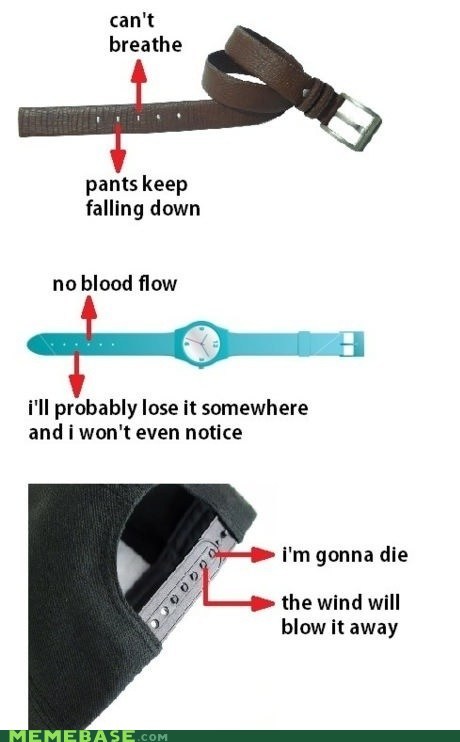 can't
breathe
pants keep
falling down
no blood flow
i'll probably lose it somewhere
and i won't even notice
i'm gonna die
the wind will
blow it away
MEMEBASE.COM